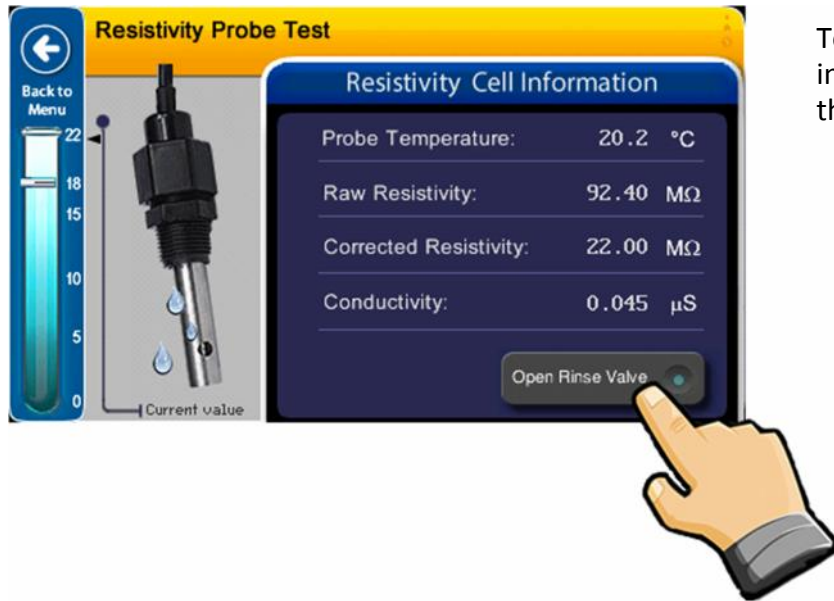 Resistivity Probe Test
Back to
Menu
22
18
15
10
5
0
Current value
Resistivity Cell Information
Probe Temperature: 20.2 °C
Raw Resistivity: 92.40 MΩ
Corrected Resistivity: 22.00 MΩ
Conductivity: 0.045 µS
Open Rinse Valve